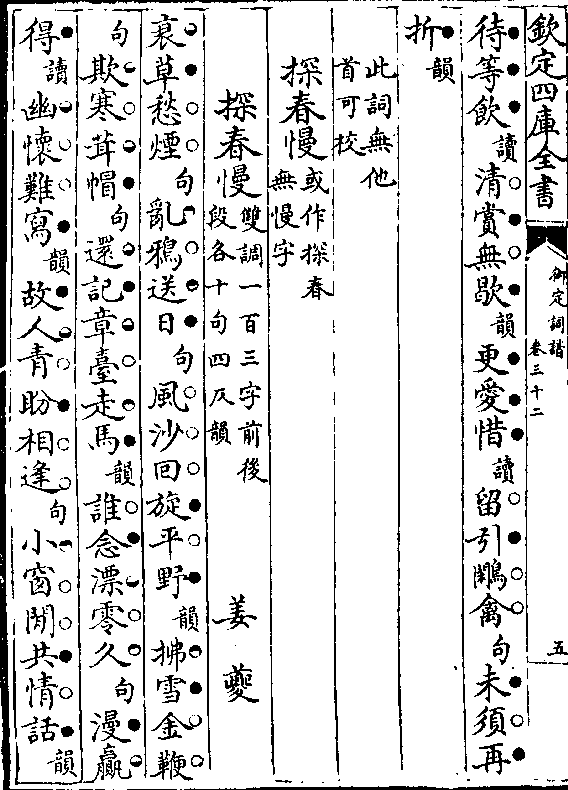 欽定四庫全書
御定詞譜
卷三十二
五
待等飲讀清賞無歇韻更愛惜讀留引鶵禽句未須再
折韻
此詞無他
首可校
探春慢或作探春
無慢字
探春慢雙調一百三字前後
段各十句四仄韻
姜夔
衰草愁煙句亂鴉送日句風沙回旋平野韻拂雪金鞭
句欺寒茸帽句還記章臺走馬韻誰念漂零久句漫贏
得讀幽懷難寫韻故人青盼相逢句小窗閒共情話韻